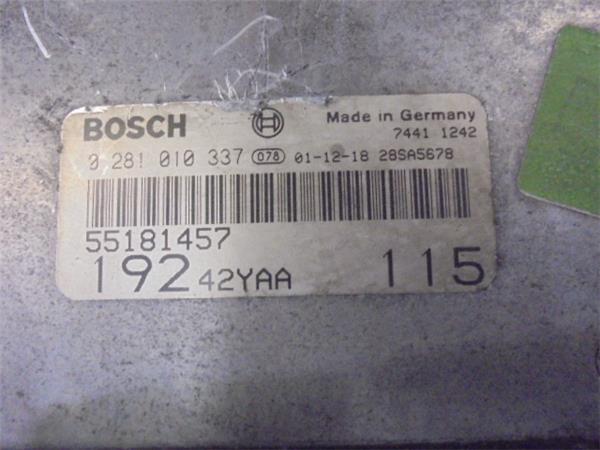 BOSCH Made in Germany
7441 1242
0 281 010 337 078 01-12-18 28SA5678
55181457
192 42YAA 115